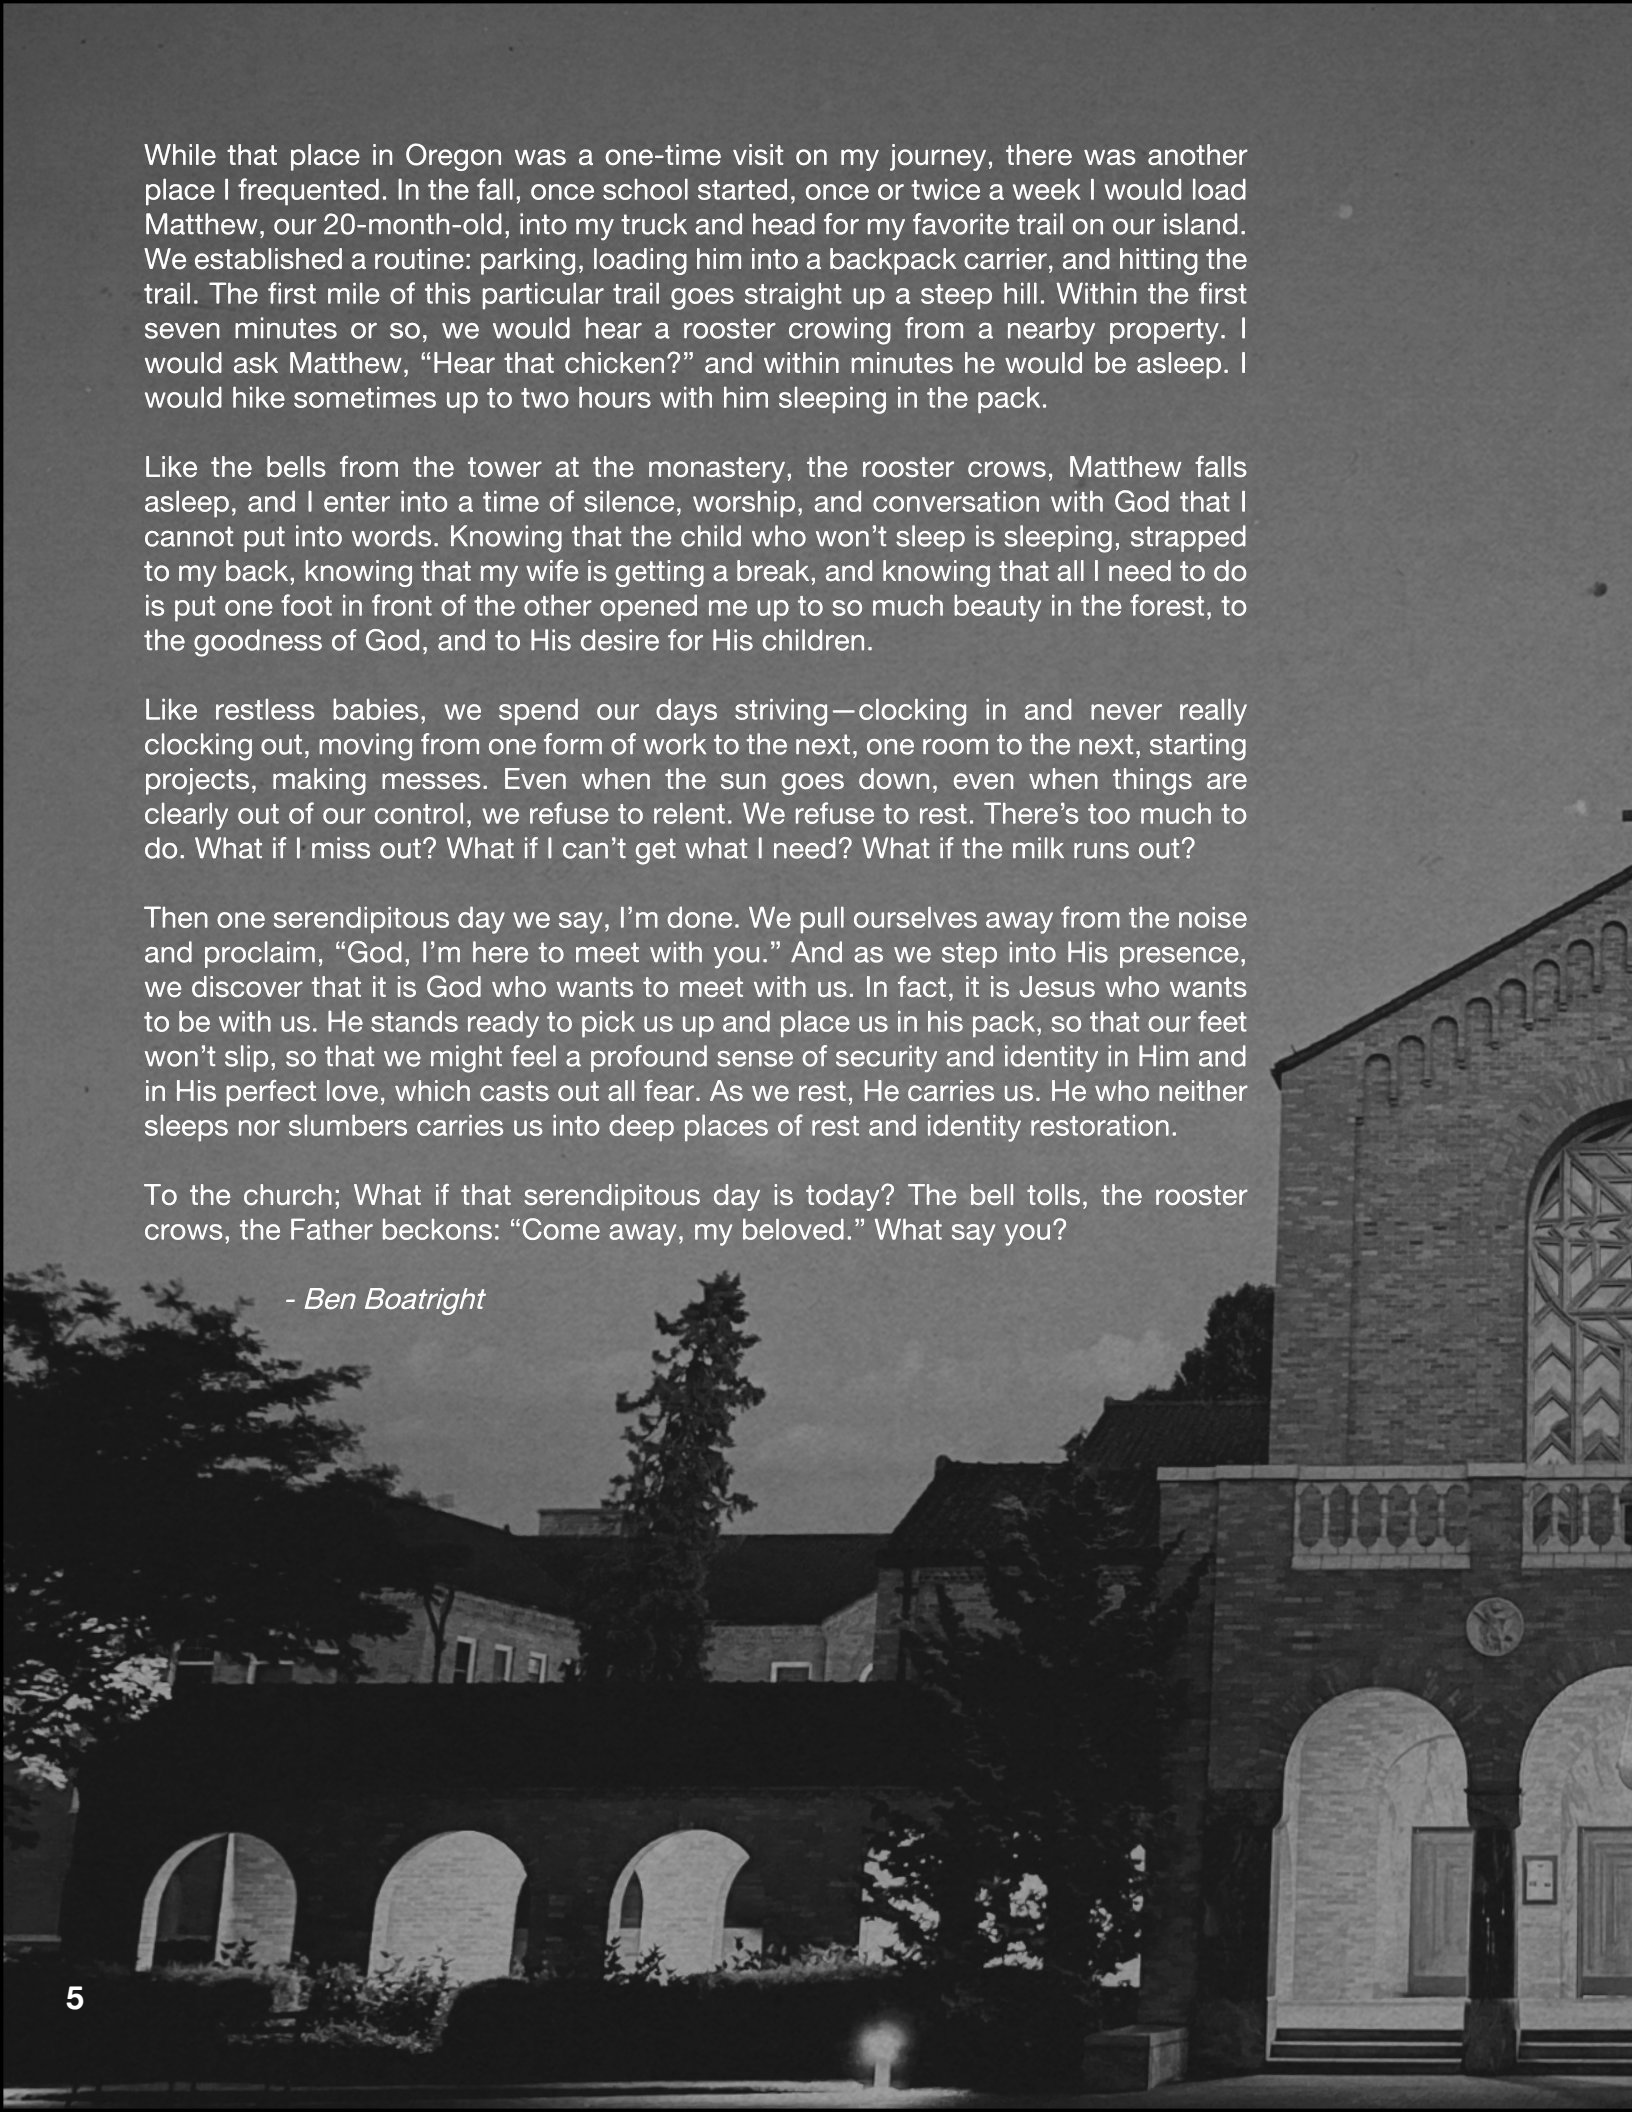 While that place in Oregon was a one-time visit on my journey, there was another
place I frequented. In the fall, once school started, once or twice a week I would load
Matthew, our 20-month-old, into my truck and head for my favorite trail on our island.
We established a routine: parking, loading him into a backpack carrier, and hitting the
trail. The first mile of this particular trail goes straight up a steep hill. Within the first
seven minutes or so, we would hear a rooster crowing from a nearby property. I
would ask Matthew, “Hear that chicken?” and within minutes he would be asleep. I
would hike sometimes up to two hours with him sleeping in the pack.
Like the bells from the tower at the monastery, the rooster crows, Matthew falls
asleep, and I enter into a time of silence, worship, and conversation with God that I
cannot put into words. Knowing that the child who won’t sleep is sleeping, strapped
to my back, knowing that my wife is getting a break, and knowing that all I need to do
is put one foot in front of the other opened me up to so much beauty in the forest, to
the goodness of God, and to His desire for His children.
Like restless babies, we spend our days striving—clocking in and never really
clocking out, moving from one form of work to the next, one room to the next, starting
projects, making messes. Even when the sun goes down, even when things are
clearly out of our control, we refuse to relent. We refuse to rest. There’s too much to
do. What if I miss out? What if I can’t get what I need? What if the milk runs out?
Then one serendipitous day we say, I’m done. We pull ourselves away from the noise
and proclaim, “God, I’m here to meet with you.” And as we step into His presence,
we discover that it is God who wants to meet with us. In fact, it is Jesus who wants
to be with us. He stands ready to pick us up and place us in his pack, so that our feet
won’t slip, so that we might feel a profound sense of security and identity in Him and
in His perfect love, which casts out all fear. As we rest, He carries us. He who neither
sleeps nor slumbers carries us into deep places of rest and identity restoration.
To the church; What if that serendipitous day is today? The bell tolls, the rooster
crows, the Father beckons: “Come away, my beloved.” What say you?
- Ben Boatright
5